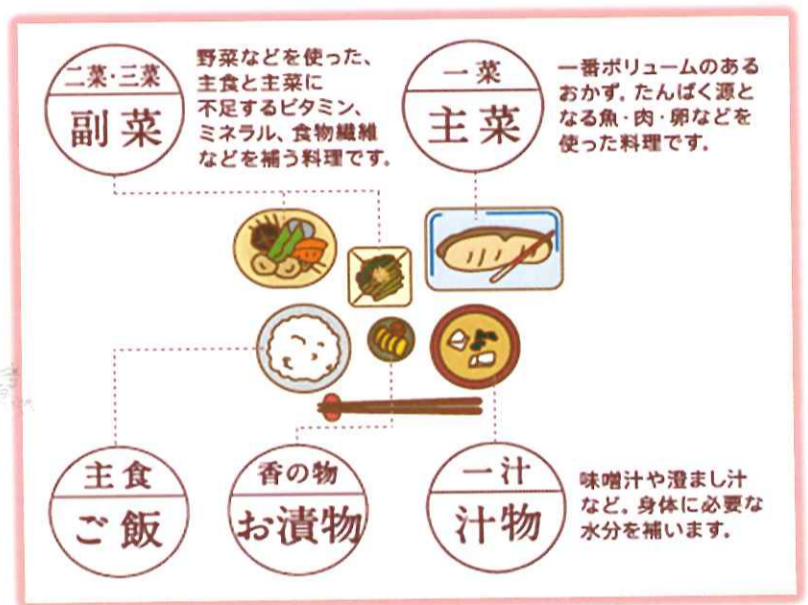 二菜・三菜
副菜
野菜などを使った、
主食と主菜に
不足するビタミン、
ミネラル、食物繊維
などを補う料理です。
一菜
主菜
一番ボリュームのある
おかず。たんぱく源と
なる魚・肉・卵などを
使った料理です。
主食
ご飯
香の物
お漬物
一汁
汁物
味噌汁や澄まし汁
など。身体に必要な
水分を補います。